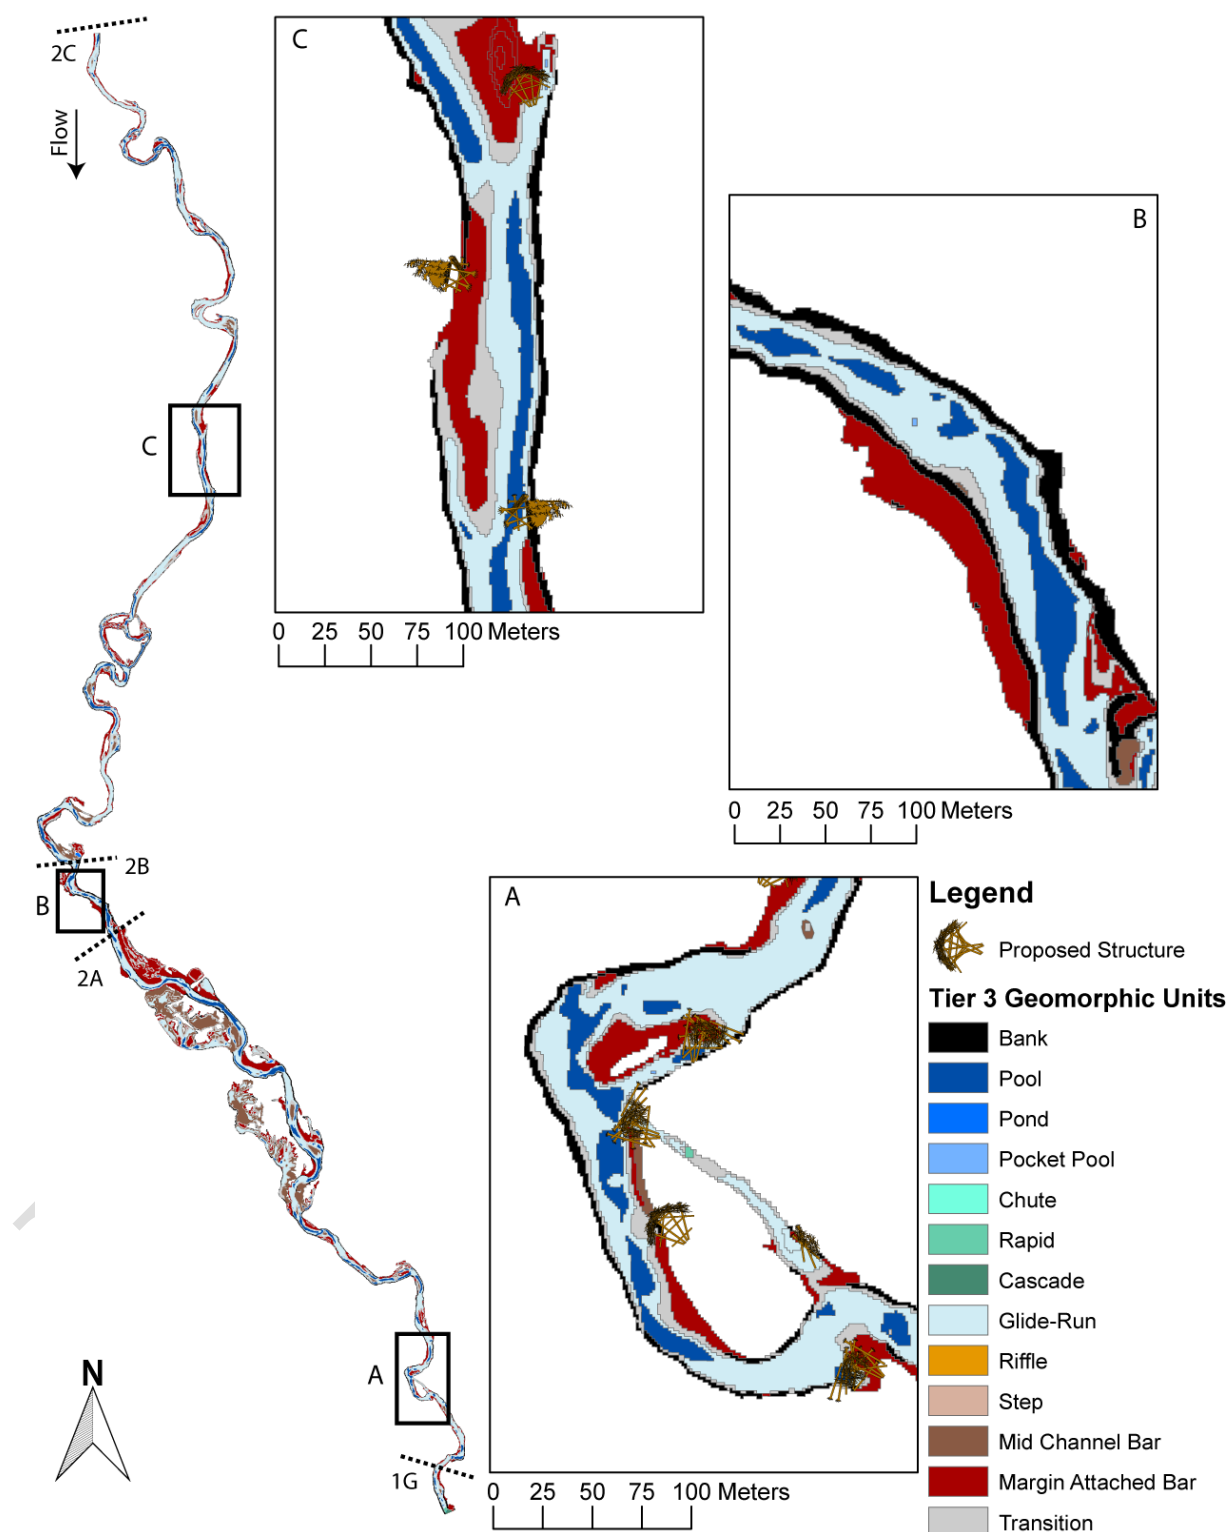 2C
Flow
C
B
2B
2A
A
1G
N
C
0 25 50 75 100 Meters
B
0 25 50 75 100 Meters
A
0 25 50 75 100 Meters
Legend
Proposed Structure
Tier 3 Geomorphic Units
Bank
Pool
Pond
Pocket Pool
Chute
Rapid
Cascade
Glide-Run
Riffle
Step
Mid Channel Bar
Margin Attached Bar
Transition